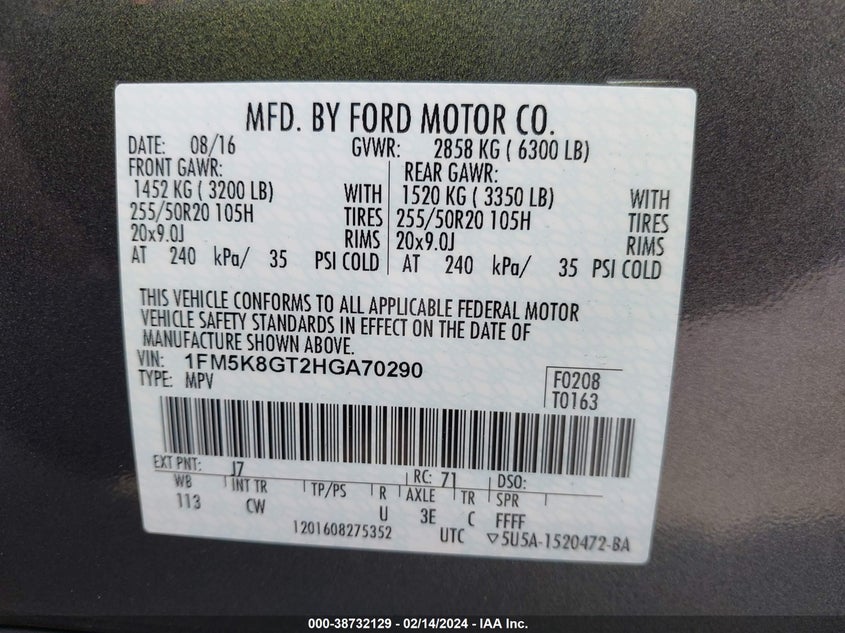 MFD. BY FORD MOTOR CO.
DATE: 08/16 GVWR: 2858 KG ( 6300 LB)
FRONT GAWR: REAR GAWR:
1452 KG ( 3200 LB) WITH 1520 KG ( 3350 LB) WITH
255/50R20 105H TIRES 255/50R20 105H TIRES
20x9.0J RIMS 20x9.0J RIMS
AT 240 kPa/ 35 PSI COLD AT 240 kPa/ 35 PSI COLD
THIS VEHICLE CONFORMS TO ALL APPLICABLE FEDERAL MOTOR
VEHICLE SAFETY STANDARDS IN EFFECT ON THE DATE OF
MANUFACTURE SHOWN ABOVE.
VIN: 1FM5K8GT2HGA70290
TYPE: MPV
F0208
T0163
EXT PNT: J7 RC: 71 DSO:
WB INT TR TP/PS R AXLE TR SPR
113 CW U 3E C FFFF
1201608275352 UTC ▽5U5A-1520472-BA
000-38732129 - 02/14/2024 - IAA Inc.